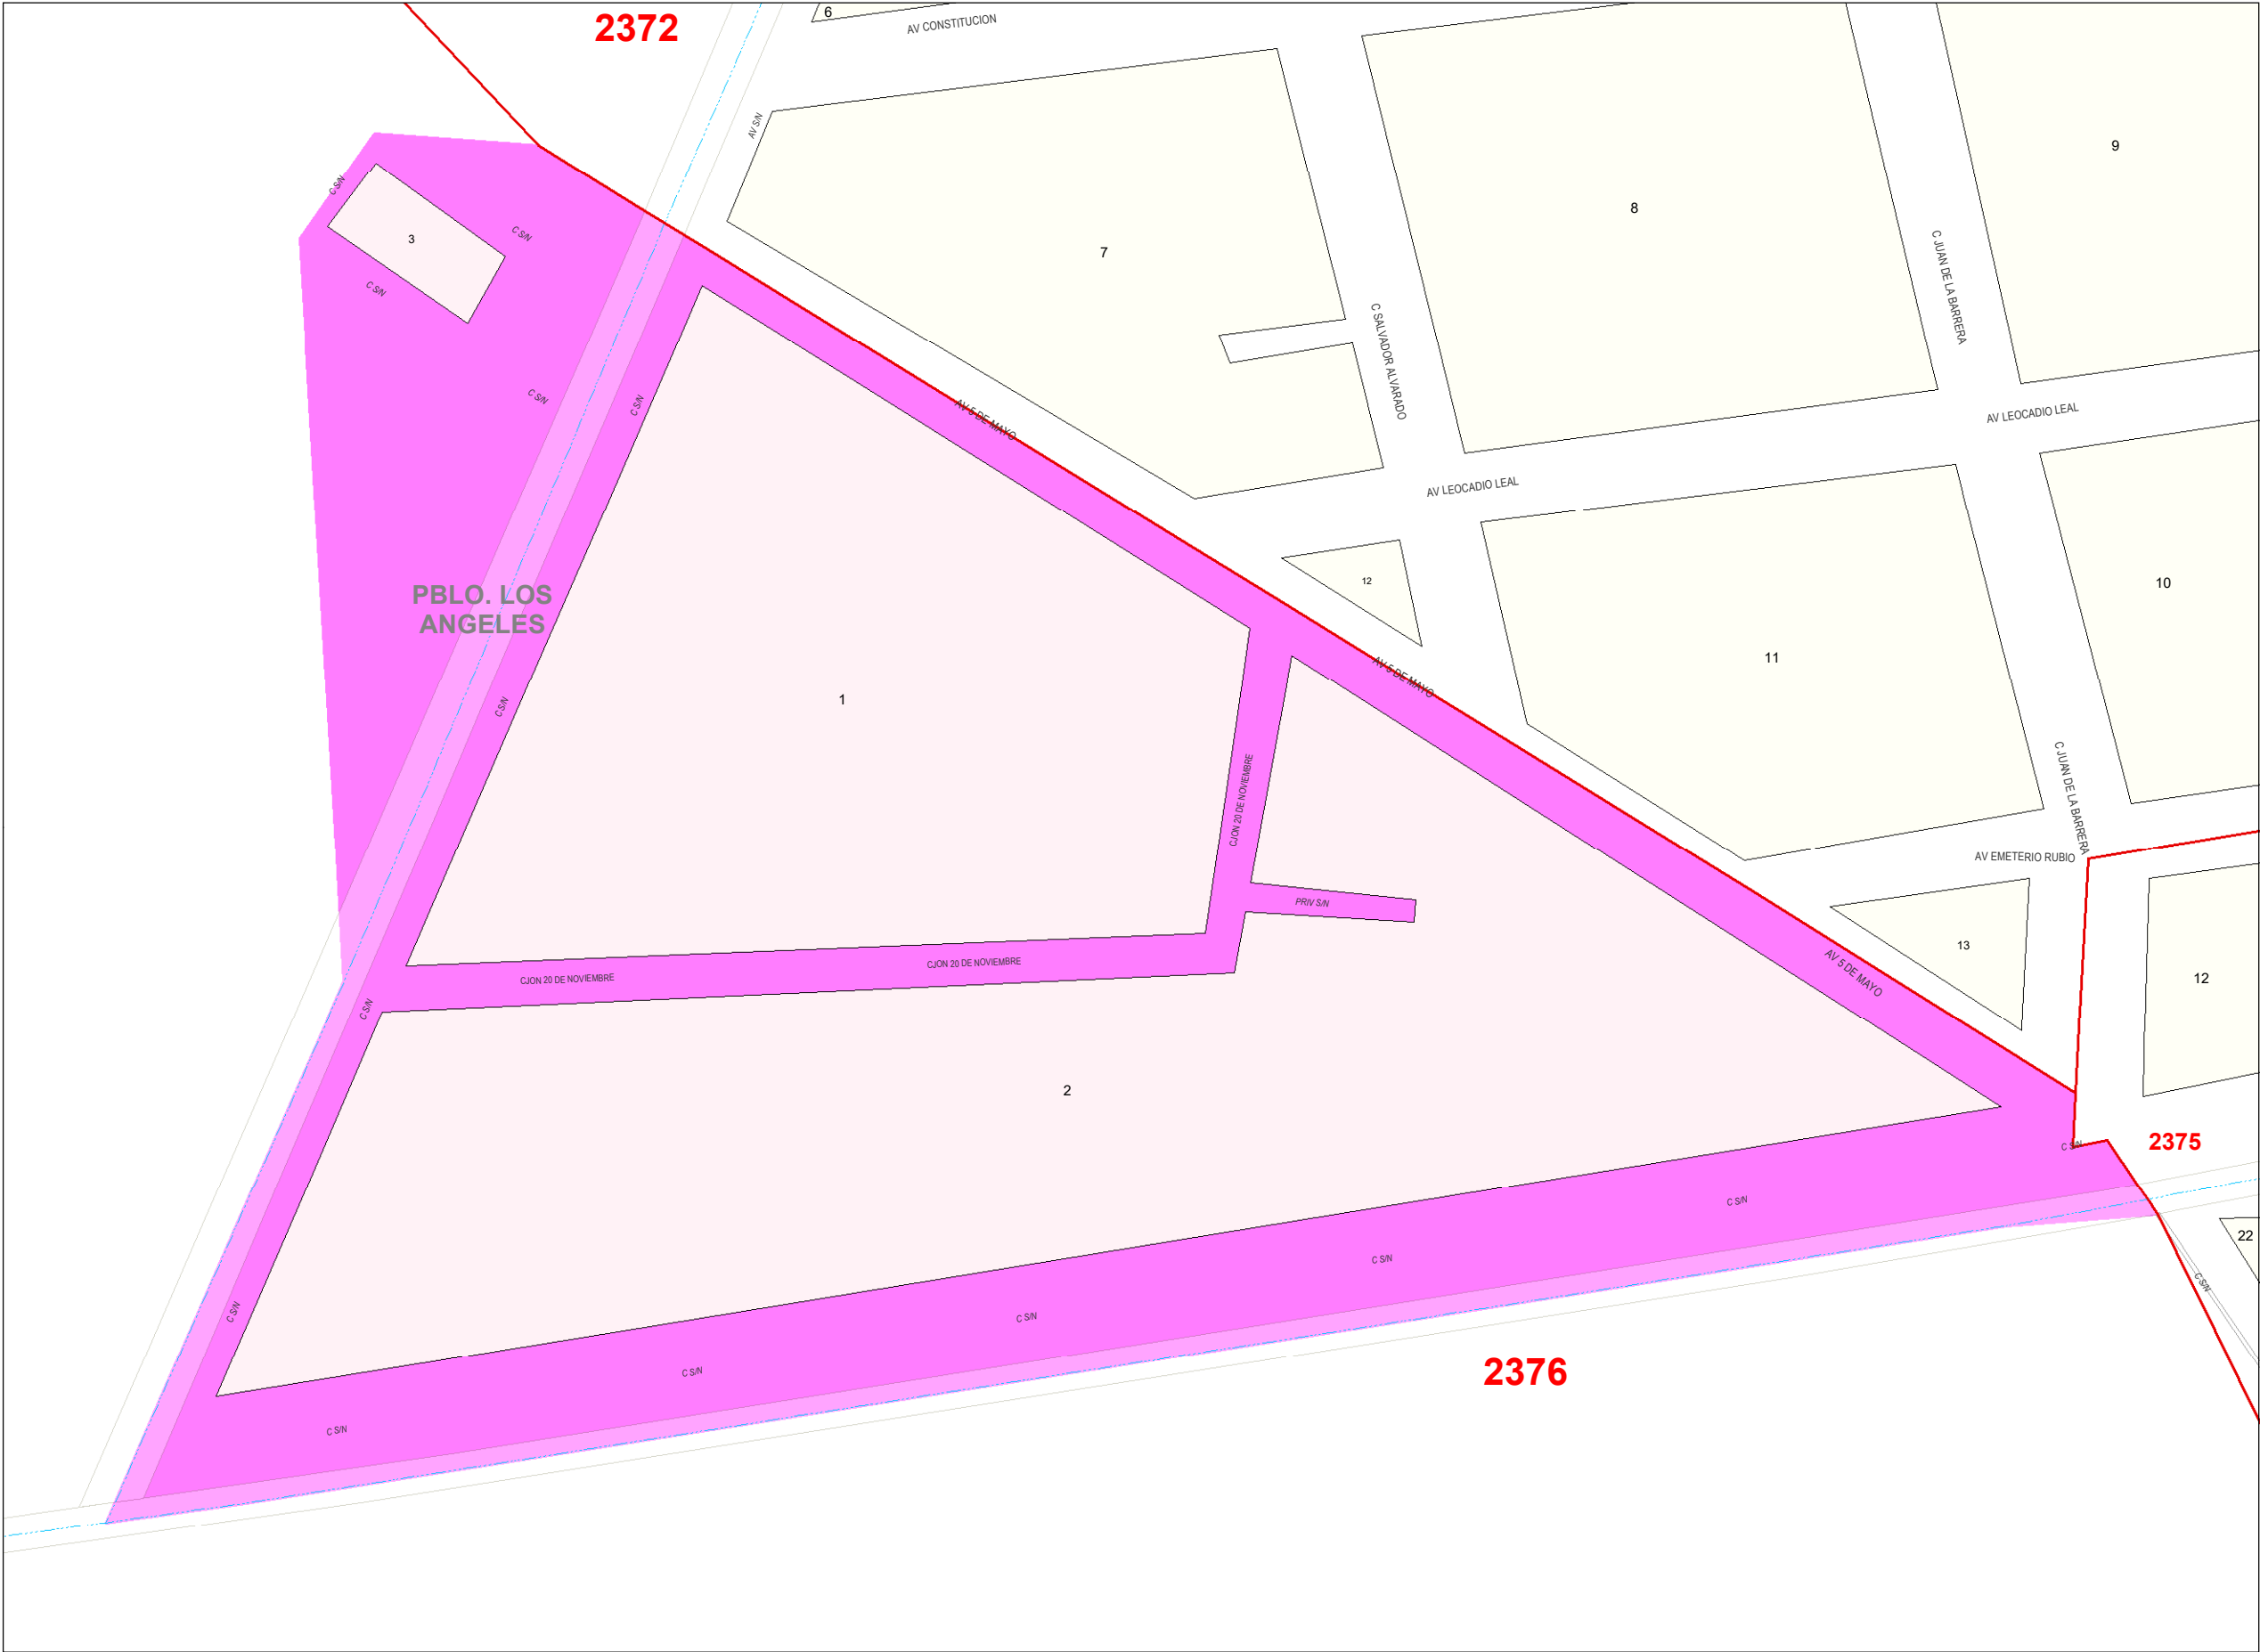 2372
6
AV CONSTITUCION
AV S/N
9
C S/N
8
3
C S/N
7
C JUAN DE LA BARRERA
C S/N
C SALVADOR ALVARADO
C S/N
C S/N
AV 5 DE MAYO
AV LEOCADIO LEAL
AV LEOCADIO LEAL
12
10
PBLO. LOS
ANGELES
11
AV 5 DE MAYO
C S/N
1
CJON 20 DE NOVIEMBRE
C JUAN DE LA BARRERA
AV EMETERIO RUBIO
PRIV S/N
13
CJON 20 DE NOVIEMBRE
CJON 20 DE NOVIEMBRE
AV 5 DE MAYO
12
C S/N
2
C S/N
2375
C S/N
22
C S/N
C S/N
C S/N
C S/N
C S/N
2376
C S/N